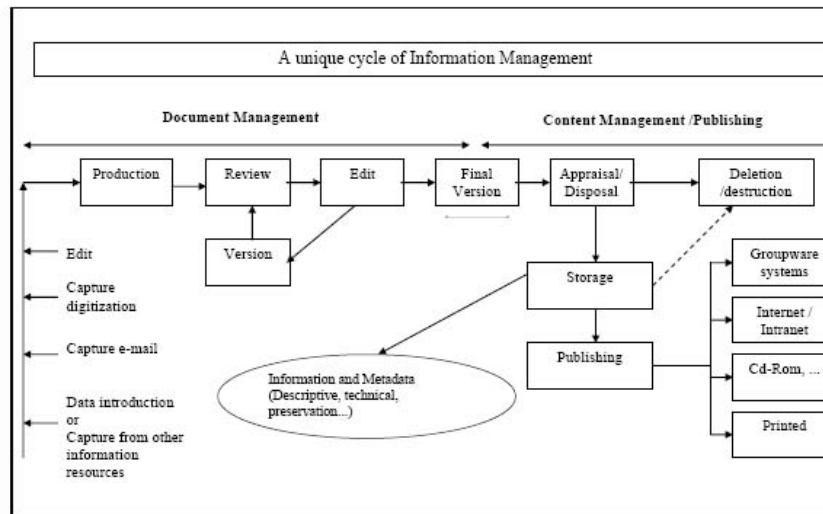 A unique cycle of Information Management
Document Management
Content Management /Publishing
Production
Review
Edit
Final
Version
Appraisal/
Disposal
Deletion
/destruction
Version
Edit
Capture
digitization
Capture e-mail
Data introduction
or
Capture from other
information
resources
Storage
Publishing
Information and Metadata
(Descriptive, technical,
preservation...)
Groupware
systems
Internet /
Intranet
Cd-Rom, ...
Printed